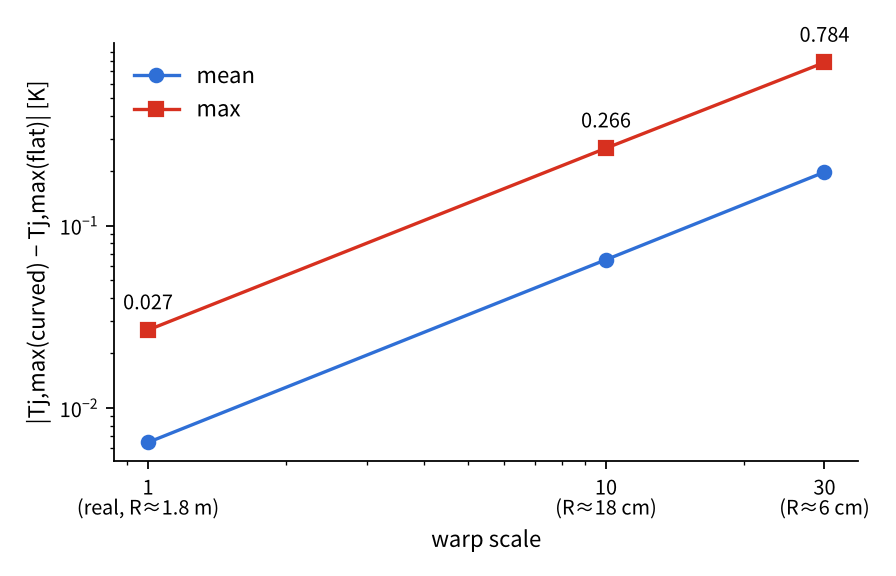 0.784
mean
max
0.266
|Tj,max(curved) − Tj,max(flat)| [K]
10⁻¹
0.027
10⁻²
1
10
30
(real, R≈1.8 m)
(R≈18 cm)
(R≈6 cm)
warp scale